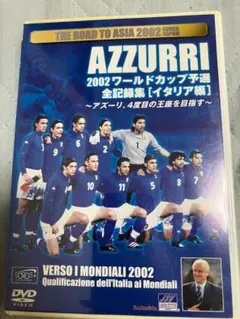 THE ROAD TO ASIA 2002 KOREA JAPAN
AZZURRI
2002ワールドカップ予選
全記録集［イタリア編］
～アズーリ、4度目の王座を目指す～
VERSO I MONDIALI 2002
Qualificazione dell'Italia ai Mondiali
DVD
VIDEO